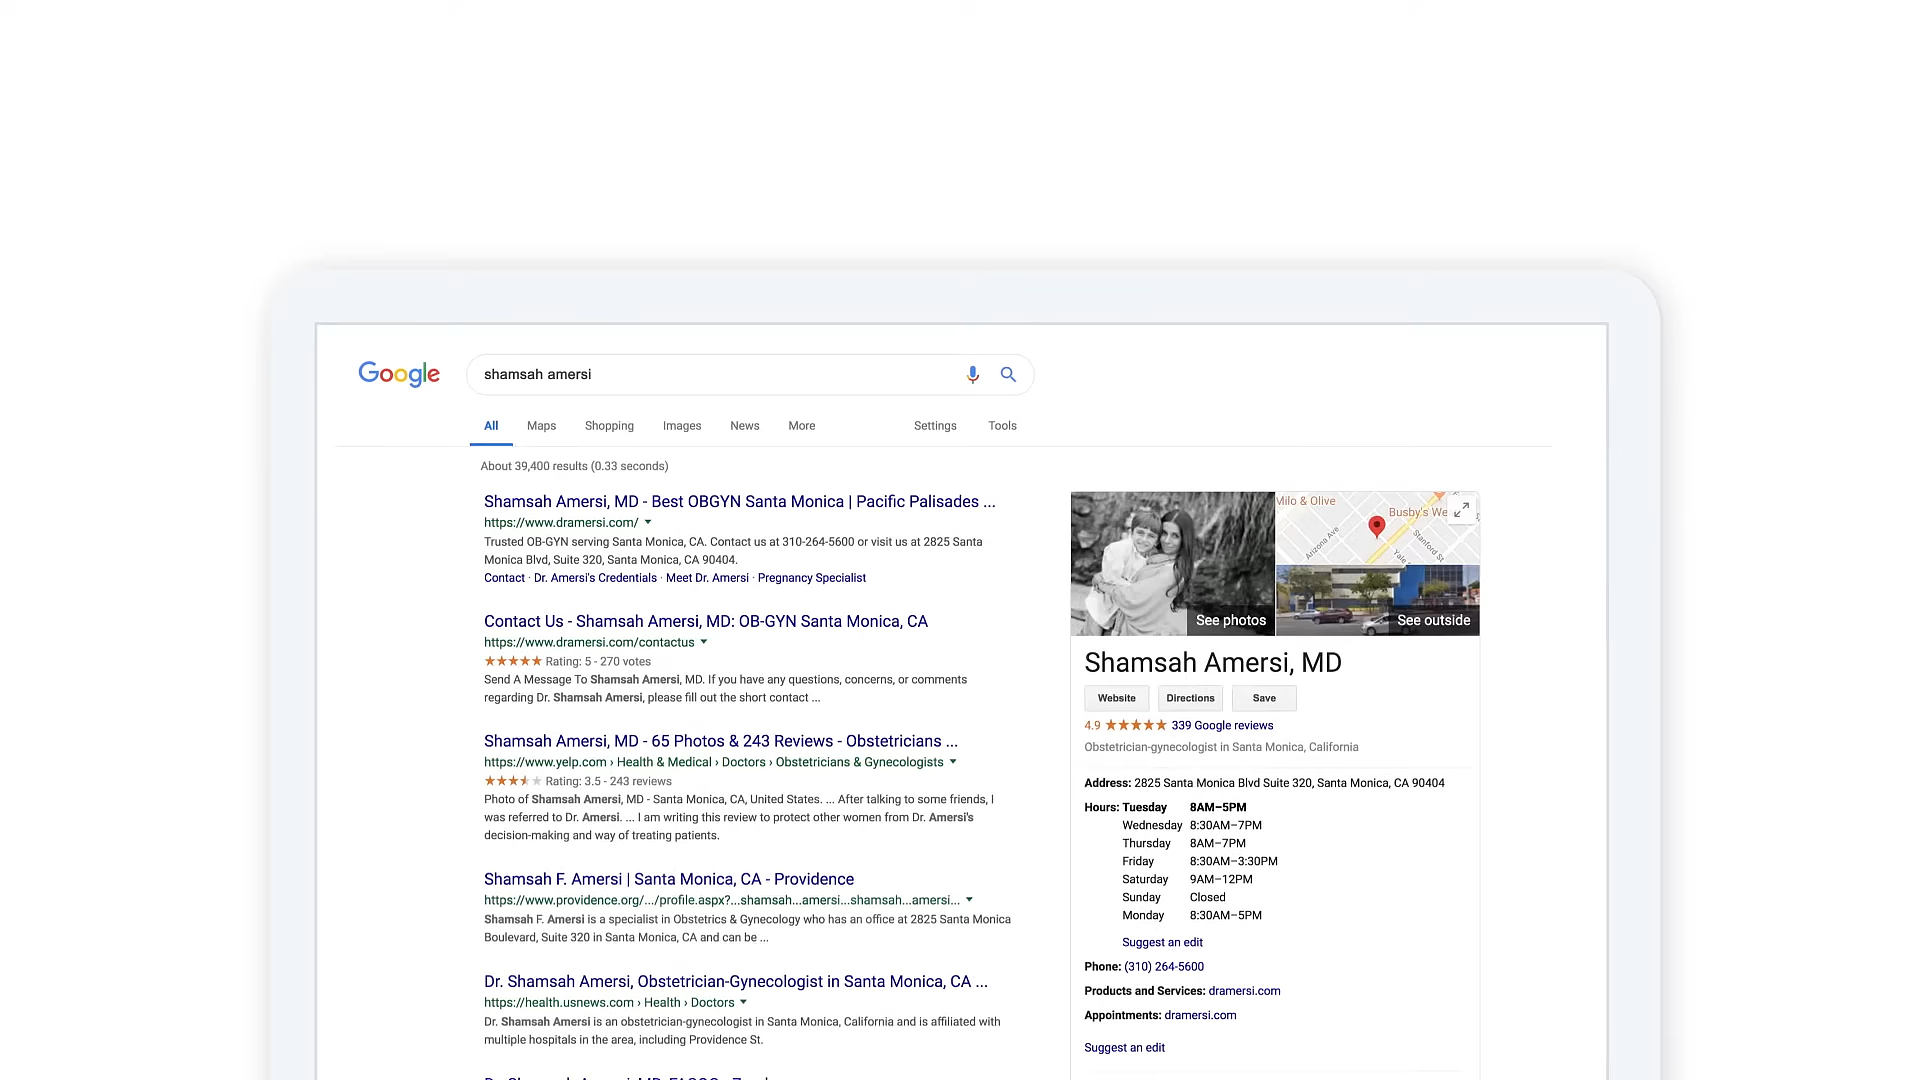 Google
shamsah amersi
All Maps Shopping Images News More Settings Tools
About 39,400 results (0.33 seconds)
Shamsah Amersi, MD - Best OBGYN Santa Monica | Pacific Palisades ...
https://www.dramersi.com/
Trusted OB-GYN serving Santa Monica, CA. Contact us at 310-264-5600 or visit us at 2825 Santa
Monica Blvd, Suite 320, Santa Monica, CA 90404.
Contact · Dr. Amersi's Credentials · Meet Dr. Amersi · Pregnancy Specialist
Contact Us - Shamsah Amersi, MD: OB-GYN Santa Monica, CA
https://www.dramersi.com/contactus
Rating: 5 - 270 votes
Send A Message To Shamsah Amersi, MD. If you have any questions, concerns, or comments
regarding Dr. Shamsah Amersi, please fill out the short contact ...
Shamsah Amersi, MD - 65 Photos & 243 Reviews - Obstetricians ...
https://www.yelp.com › Health & Medical › Doctors › Obstetricians & Gynecologists
Rating: 3.5 - 243 reviews
Photo of Shamsah Amersi, MD - Santa Monica, CA, United States. ... After talking to some friends, I
was referred to Dr. Amersi. ... I am writing this review to protect other women from Dr. Amersi's
decision-making and way of treating patients.
Shamsah F. Amersi | Santa Monica, CA - Providence
https://www.providence.org/.../profile.aspx?...shamsah...amersi...shamsah...amersi...
Shamsah F. Amersi is a specialist in Obstetrics & Gynecology who has an office at 2825 Santa Monica
Boulevard, Suite 320 in Santa Monica, CA and can be ...
Dr. Shamsah Amersi, Obstetrician-Gynecologist in Santa Monica, CA ...
https://health.usnews.com › Health › Doctors
Dr. Shamsah Amersi is an obstetrician-gynecologist in Santa Monica, California and is affiliated with
multiple hospitals in the area, including Providence St.
Milo & Olive
Busby's We
Arizona Ave
Stanford St
Yale
See photos
See outside
Shamsah Amersi, MD
Website Directions Save
4.9 339 Google reviews
Obstetrician-gynecologist in Santa Monica, California
Address: 2825 Santa Monica Blvd Suite 320, Santa Monica, CA 90404
Hours: Tuesday 8AM–5PM
Wednesday 8:30AM–7PM
Thursday 8AM–7PM
Friday 8:30AM–3:30PM
Saturday 9AM–12PM
Sunday Closed
Monday 8:30AM–5PM
Suggest an edit
Phone: (310) 264-5600
Products and Services: dramersi.com
Appointments: dramersi.com
Suggest an edit